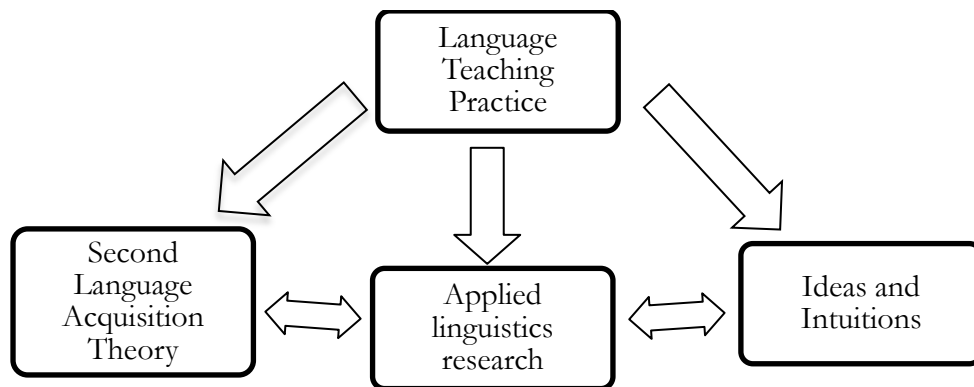 Language
Teaching
Practice
Second
Language
Acquisition
Theory
Applied
linguistics
research
Ideas and
Intuitions